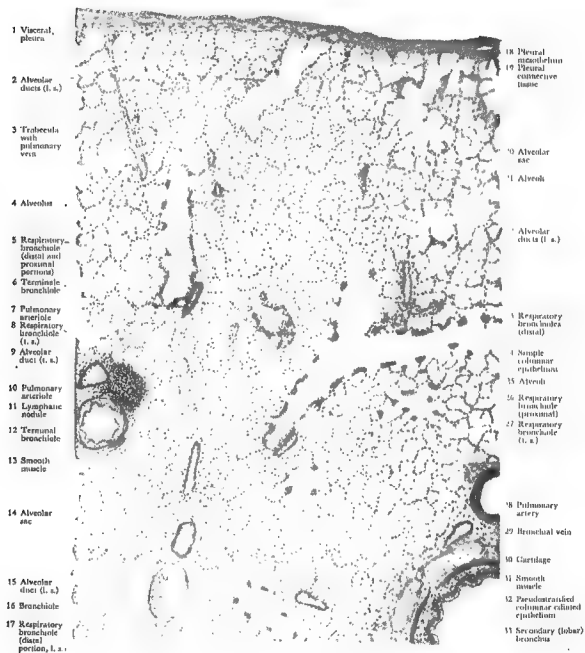 1 Visceral
pleura
2 Alveolar
ducts (l. s.)
3 Trabecula
with
pulmonary
vein
4 Alveolus
5 Respiratory
bronchiole
(distal and
proximal
portions)
6 Terminale
bronchiole
7 Pulmonary
arteriole
8 Respiratory
bronchiole
(t. s.)
9 Alveolar
duct (t. s.)
10 Pulmonary
arteriole
11 Lymphatic
nodule
12 Terminal
bronchiole
13 Smooth
muscle
14 Alveolar
sac
15 Alveolar
duct (t. s.)
16 Bronchiole
17 Respiratory
bronchiole
(distal
portion, l. s.
18 Pleural
mesothelium
19 Pleural
connective
tissue
20 Alveolar
sac
21 Alveoli
Alveolar
ducts (l. s.)
Respiratory
bronchioles
(distal)
Simple
columnar
epithelium
25 Alveoli
26 Respiratory
bronchiole
(proximal)
27 Respiratory
bronchiole
(t. s.)
28 Pulmonary
artery
29 Bronchial vein
30 Cartilage
31 Smooth
muscle
32 Pseudostratified
columnar ciliated
epithelium
33 Secondary (lobar)
bronchus